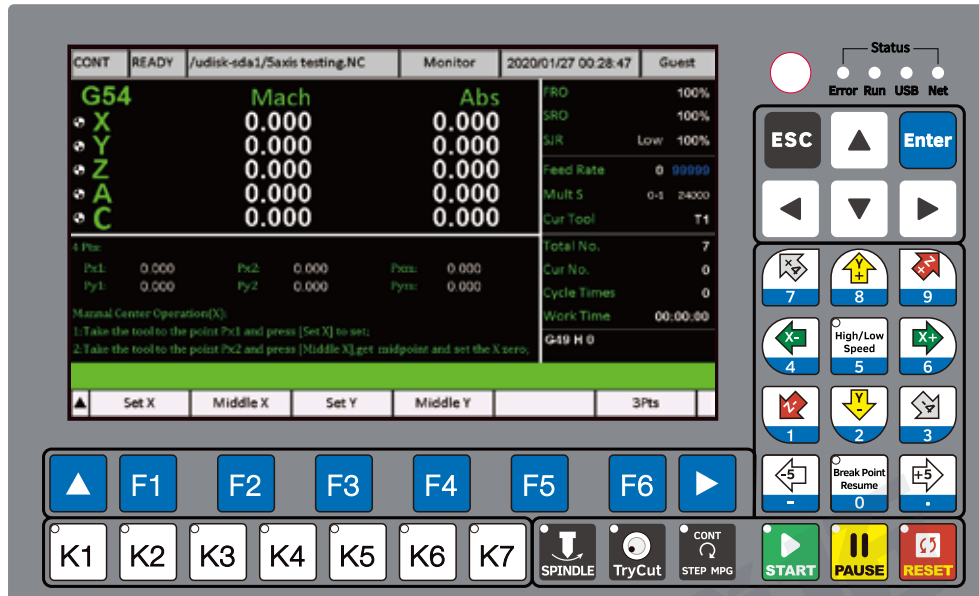 Status
Error Run USB Net
CONT READY /udisk-sda1/5axis testing.NC Monitor 2020/01/27 00:28:47 Guest
G54 Mach Abs
X 0.000 0.000
Y 0.000 0.000
Z 0.000 0.000
A 0.000 0.000
C 0.000 0.000
FRO 100%
SRO 100%
SJR Low 100%
Feed Rate 0 99999
Mult S 0-1 24000
Cur Tool T1
4 Pts:
Px1: 0.000 Px2: 0.000 Pxm: 0.000
Py1: 0.000 Py2 0.000 Pym: 0.000
Manual Center Operation(X):
1:Take the tool to the point Px1 and press [Set X] to set;
2:Take the tool to the point Px2 and press [Middle X],get midpoint and set the X zero;
Total No. 7
Cur No. 0
Cycle Times 0
Work Time 00:00:00
G49 H 0
Set X Middle X Set Y Middle Y 3Pts
ESC Enter
7 Y+ 8 9
X- 4 High/Low Speed 5 X+ 6
1 Y- 2 3
-5 - Break Point Resume 0 +5 .
F1 F2 F3 F4 F5 F6
K1 K2 K3 K4 K5 K6 K7
SPINDLE TryCut CONT STEP MPG START PAUSE RESET